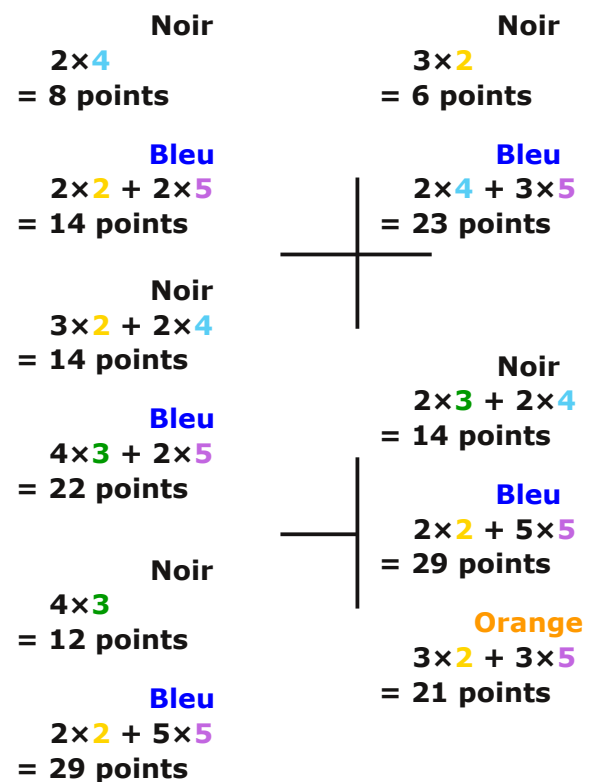 Noir
2×4
= 8 points
Bleu
2×2 + 2×5
= 14 points
Noir
3×2 + 2×4
= 14 points
Bleu
4×3 + 2×5
= 22 points
Noir
4×3
= 12 points
Bleu
2×2 + 5×5
= 29 points
Noir
3×2
= 6 points
Bleu
2×4 + 3×5
= 23 points
Noir
2×3 + 2×4
= 14 points
Bleu
2×2 + 5×5
= 29 points
Orange
3×2 + 3×5
= 21 points